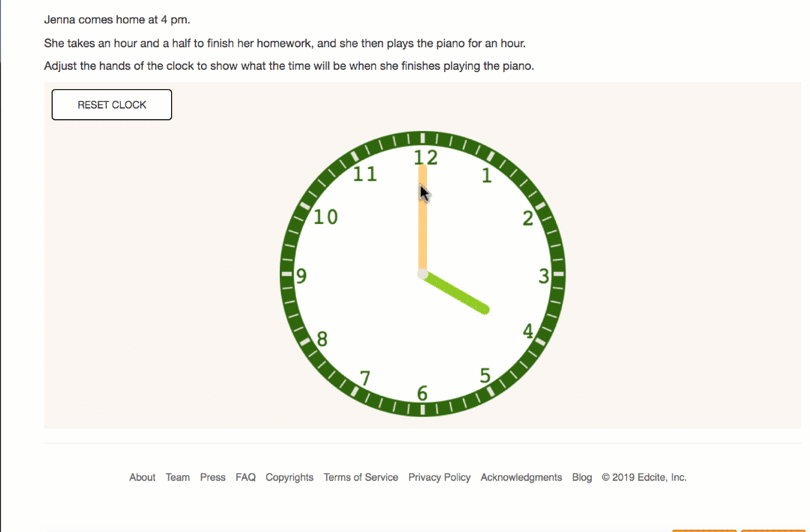 Jenna comes home at 4 pm.
She takes an hour and a half to finish her homework, and she then plays the piano for an hour.
Adjust the hands of the clock to show what the time will be when she finishes playing the piano.
RESET CLOCK
12
11
1
10
2
9
3
8
4
7
5
6
About Team Press FAQ Copyrights Terms of Service Privacy Policy Acknowledgments Blog © 2019 Edcite, Inc.